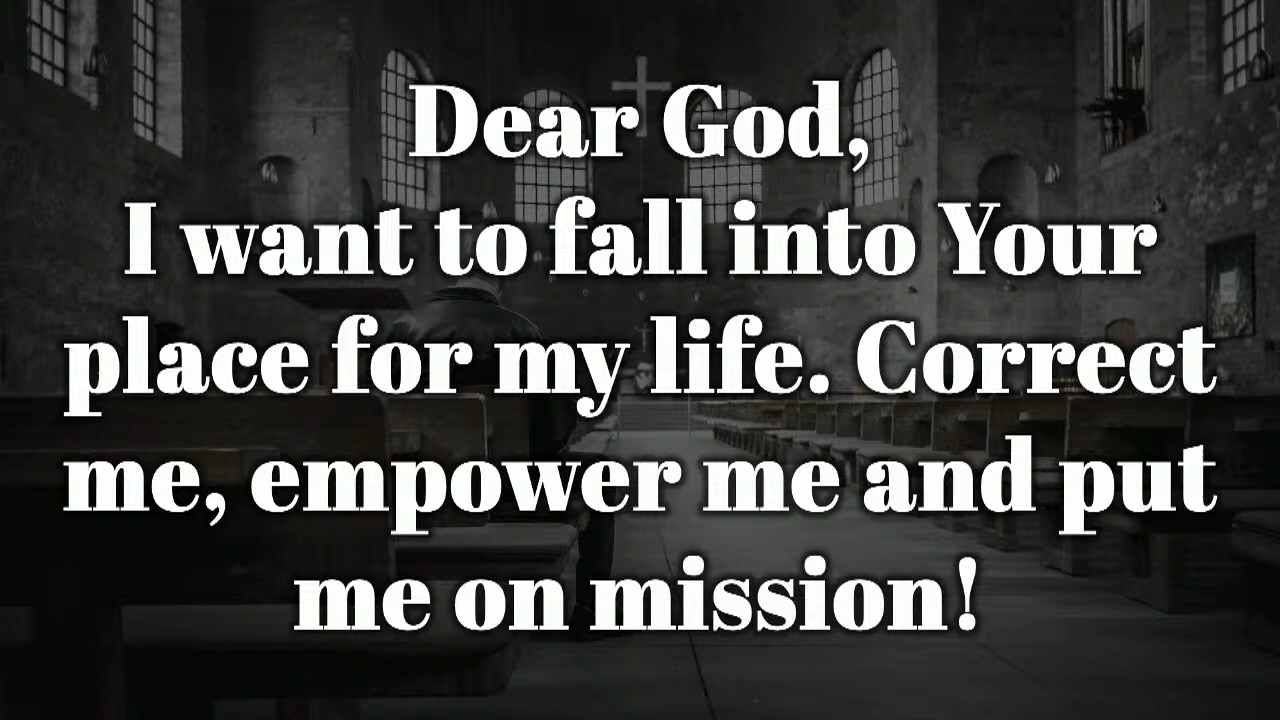 Dear God,
I want to fall into Your
place for my life. Correct
me, empower me and put
me on mission!